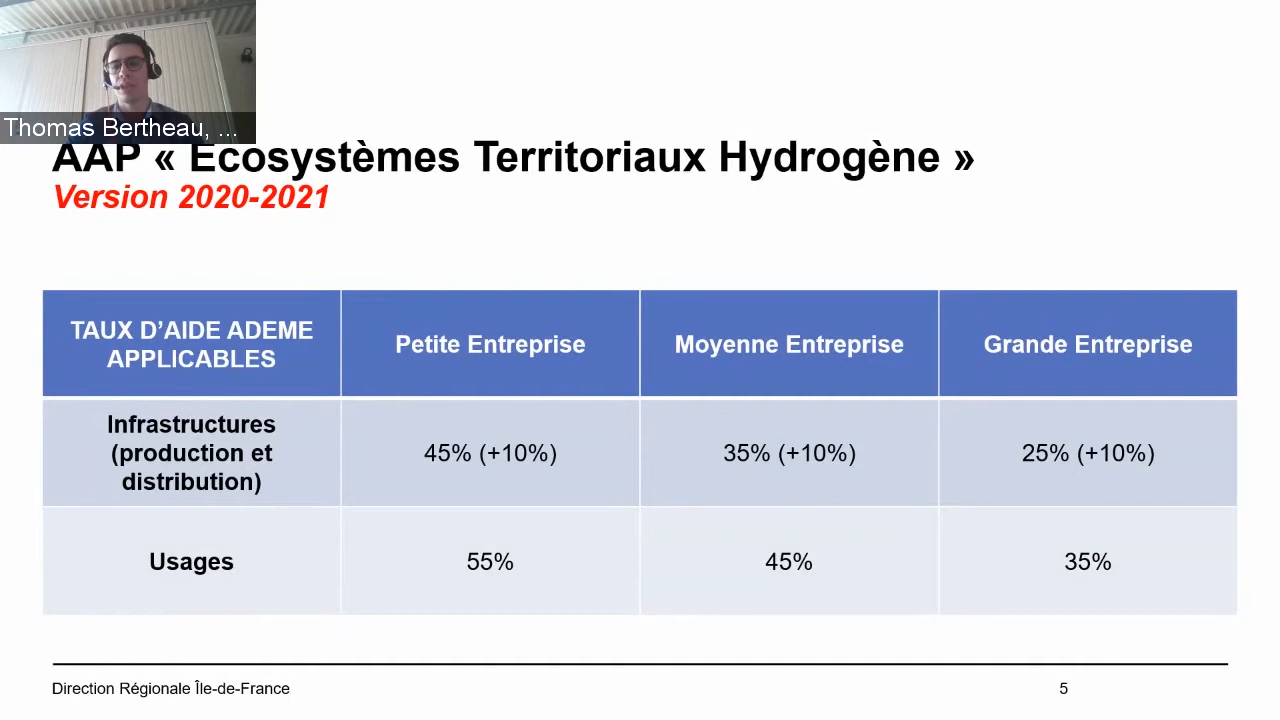 Thomas Bertheau, ...
AAP « Ecosystèmes Territoriaux Hydrogène »
Version 2020-2021
TAUX D'AIDE ADEME
APPLICABLES
Petite Entreprise
Moyenne Entreprise
Grande Entreprise
Infrastructures
(production et
distribution)
45% (+10%)
35% (+10%)
25% (+10%)
Usages
55%
45%
35%
Direction Régionale Île-de-France
5